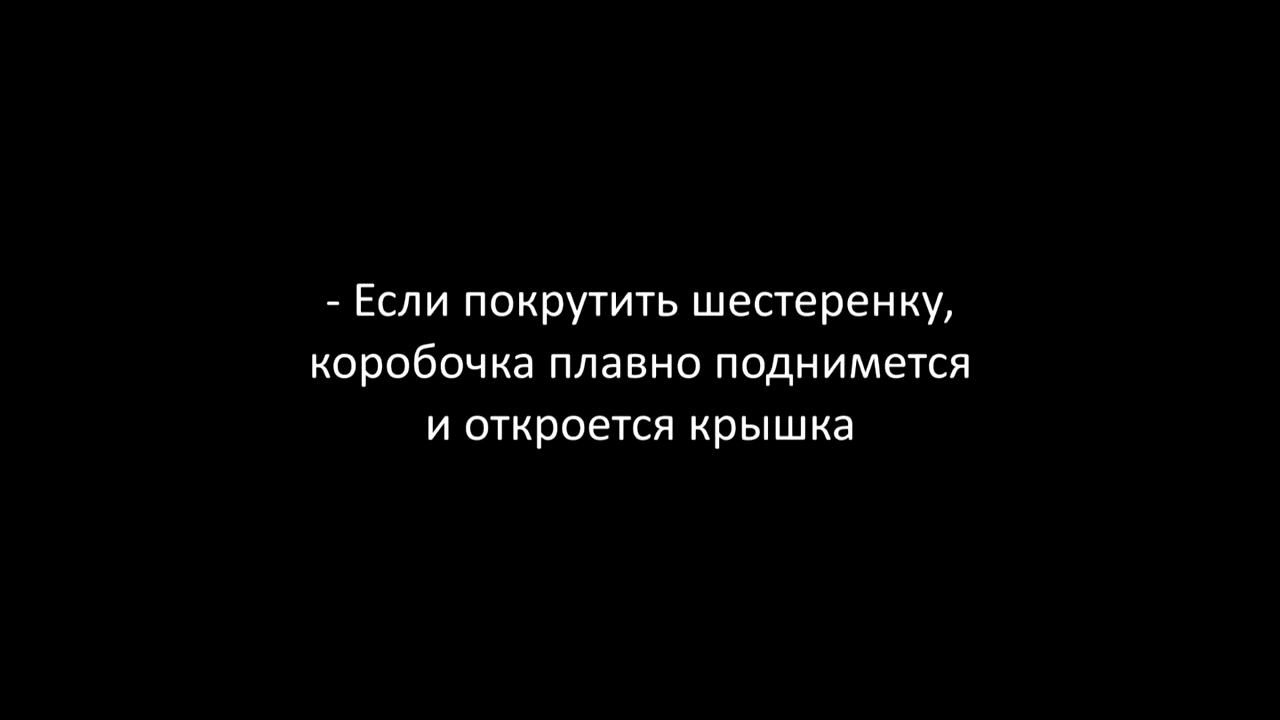 - Если покрутить шестеренку,
коробочка плавно поднимется
и откроется крышка